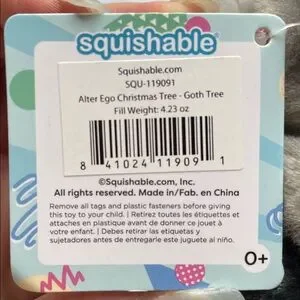 squishable®
Squishable.com
SQU-119091
Alter Ego Christmas Tree - Goth Tree
Fill Weight: 4.23 oz
8 41024 11909 1
©Squishable.com, Inc.
All rights reserved. Made in/Fab. en China
Remove all tags and plastic fasteners before giving
this toy to your child. | Retirez toutes les étiquettes et
attaches en plastique avant de donner ce jouet à
votre enfant. | Debes retirar las etiquetas y
sujetadores antes de entregarle este juguete al niño.
0+